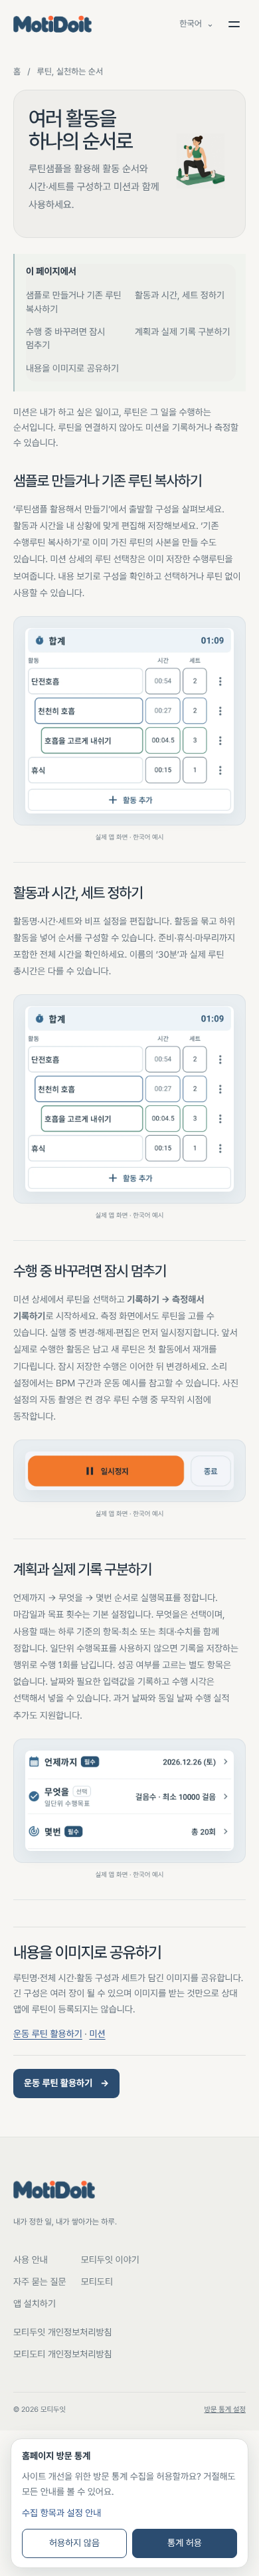 MotiDoit
한국어
홈 / 루틴, 실천하는 순서
여러 활동을
하나의 순서로
루틴샘플을 활용해 활동 순서와
시간·세트를 구성하고 미션과 함께
사용하세요.
이 페이지에서
샘플로 만들거나 기존 루틴
복사하기
활동과 시간, 세트 정하기
수행 중 바꾸려면 잠시
멈추기
계획과 실제 기록 구분하기
내용을 이미지로 공유하기
미션은 내가 하고 싶은 일이고, 루틴은 그 일을 수행하는
순서입니다. 루틴을 연결하지 않아도 미션을 기록하거나 측정할
수 있습니다.
샘플로 만들거나 기존 루틴 복사하기
‘루틴샘플 활용해서 만들기’에서 출발할 구성을 살펴보세요.
활동과 시간을 내 상황에 맞게 편집해 저장해보세요. ‘기존
수행루틴 복사하기’로 이미 가진 루틴의 사본을 만들 수도
있습니다. 미션 상세의 루틴 선택창은 이미 저장한 수행루틴을
보여줍니다. 내용 보기로 구성을 확인하고 선택하거나 루틴 없이
사용할 수 있습니다.
합계 01:09
활동 시간 세트
단전호흡 00:54 2
천천히 호흡 00:27 2
호흡을 고르게 내쉬기 00:04.5 3
휴식 00:15 1
+ 활동 추가
실제 앱 화면 · 한국어 예시
활동과 시간, 세트 정하기
활동명·시간·세트와 비프 설정을 편집합니다. 활동을 묶고 하위
활동을 넣어 순서를 구성할 수 있습니다. 준비·휴식·마무리까지
포함한 전체 시간을 확인하세요. 이름의 ‘30분’과 실제 루틴
총시간은 다를 수 있습니다.
합계 01:09
활동 시간 세트
단전호흡 00:54 2
천천히 호흡 00:27 2
호흡을 고르게 내쉬기 00:04.5 3
휴식 00:15 1
+ 활동 추가
실제 앱 화면 · 한국어 예시
수행 중 바꾸려면 잠시 멈추기
미션 상세에서 루틴을 선택하고 기록하기 → 측정해서
기록하기로 시작하세요. 측정 화면에서도 루틴을 고를 수
있습니다. 실행 중 변경·해제·편집은 먼저 일시정지합니다. 앞서
실제로 수행한 활동은 남고 새 루틴은 첫 활동에서 재개를
기다립니다. 잠시 저장한 수행은 이어한 뒤 변경하세요. 소리
설정에서는 BPM 구간과 운동 예시를 참고할 수 있습니다. 사진
설정의 자동 촬영은 켠 경우 루틴 수행 중 무작위 시점에
동작합니다.
일시정지
종료
실제 앱 화면 · 한국어 예시
계획과 실제 기록 구분하기
언제까지 → 무엇을 → 몇번 순서로 실행목표를 정합니다.
마감일과 목표 횟수는 기본 설정입니다. 무엇을은 선택이며,
사용할 때는 하루 기준의 항목·최소 또는 최대·수치를 함께
정합니다. 일단위 수행목표를 사용하지 않으면 기록을 저장하는
행위로 수행 1회를 남깁니다. 성공 여부를 고르는 별도 항목은
없습니다. 날짜와 필요한 입력값을 기록하고 수행 시각은
선택해서 넣을 수 있습니다. 과거 날짜와 동일 날짜 수행 실적
추가도 지원합니다.
언제까지 필수 2026.12.26 (토)
무엇을 선택
일단위 수행목표
걸음수 · 최소 10000 걸음
몇번 필수 총 20회
실제 앱 화면 · 한국어 예시
내용을 이미지로 공유하기
루틴명·전체 시간·활동 구성과 세트가 담긴 이미지를 공유합니다.
긴 구성은 여러 장이 될 수 있으며 이미지를 받는 것만으로 상대
앱에 루틴이 등록되지는 않습니다.
운동 루틴 활용하기 · 미션
운동 루틴 활용하기 →
MotiDoit
내가 정한 일, 내가 쌓아가는 하루.
사용 안내 모티두잇 이야기
자주 묻는 질문 모티도티
앱 설치하기
모티두잇 개인정보처리방침
모티도티 개인정보처리방침
© 2026 모티두잇
방문 통계 설정
홈페이지 방문 통계
사이트 개선을 위한 방문 통계 수집을 허용할까요? 거절해도
모든 안내를 볼 수 있어요.
수집 항목과 설정 안내
허용하지 않음
통계 허용